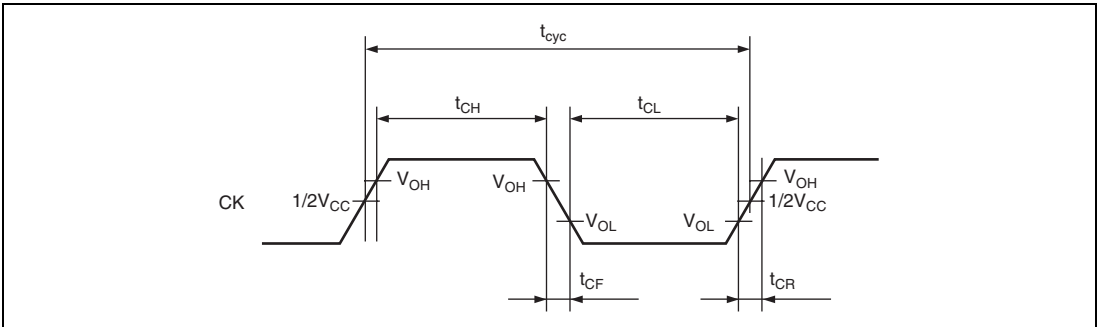 tcyc
tCH
tCL
VOH
VOH
VOH
CK
1/2VCC
1/2VCC
VOL
VOL
tCF
tCR